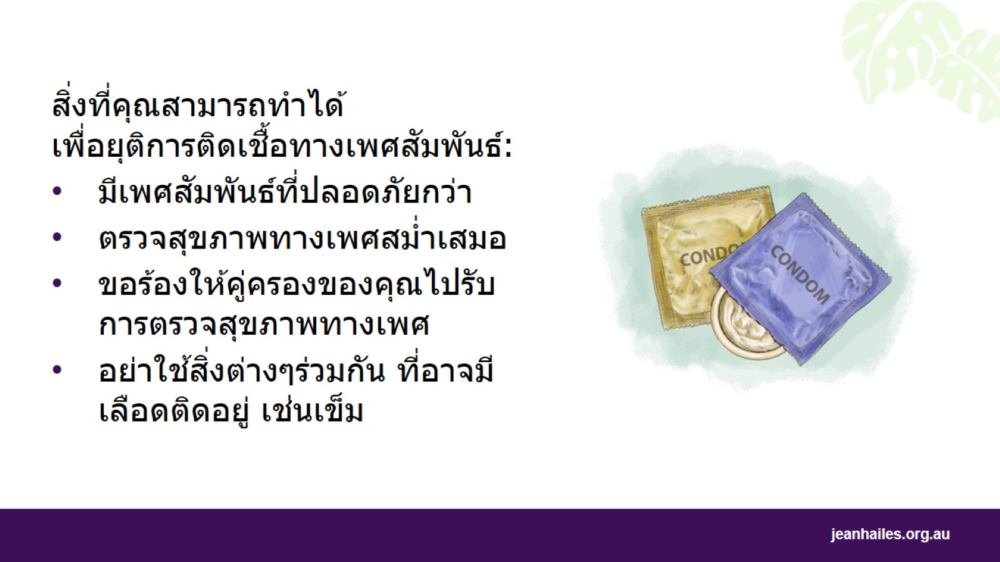 สิ่งที่คุณสามารถทำได้
เพื่อยุติการติดเชื้อทางเพศสัมพันธ์:
• มีเพศสัมพันธ์ที่ปลอดภัยกว่า
• ตรวจสุขภาพทางเพศสม่ำเสมอ
• ขอร้องให้คู่ครองของคุณไปรับ
การตรวจสุขภาพทางเพศ
• อย่าใช้สิ่งต่างๆร่วมกัน ที่อาจมี
เลือดติดอยู่ เช่นเข็ม
CONDO
CONDOM
jeanhailes.org.au